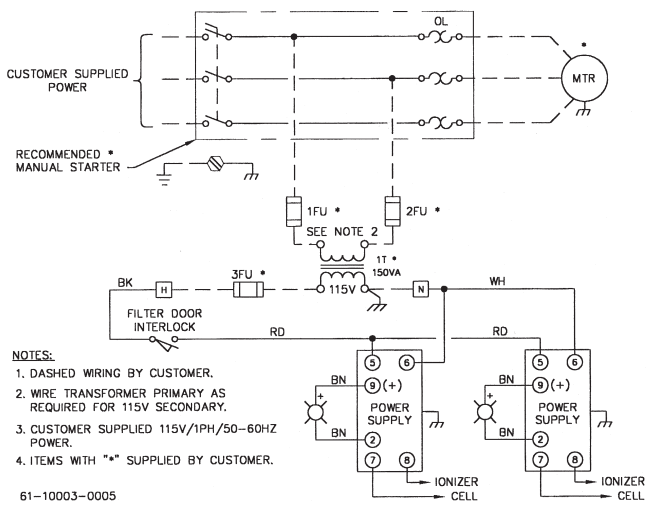 OL
*
CUSTOMER SUPPLIED
POWER
MTR
RECOMMENDED *
MANUAL STARTER
1FU *
2FU *
SEE NOTE 2
1T *
150VA
3FU *
BK
H
115V
N
WH
FILTER DOOR
INTERLOCK
RD
RD
NOTES:
1. DASHED WIRING BY CUSTOMER.
2. WIRE TRANSFORMER PRIMARY AS
REQUIRED FOR 115V SECONDARY.
3. CUSTOMER SUPPLIED 115V/1PH/50-60HZ
POWER.
4. ITEMS WITH "*" SUPPLIED BY CUSTOMER.
61-10003-0005
5 6
BN 9 (+)
+
POWER
SUPPLY
BN 2
7 8
IONIZER
CELL
5 6
BN 9 (+)
+
POWER
SUPPLY
BN 2
7 8
IONIZER
CELL